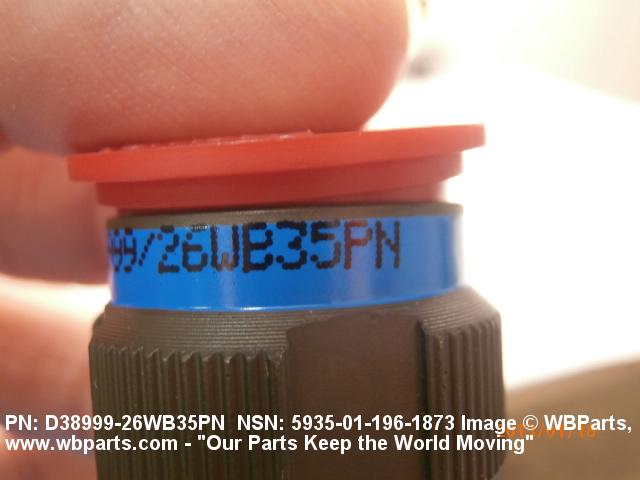 999/26WB35PN
PN: D38999-26WB35PN NSN: 5935-01-196-1873 Image © WBParts,
www.wbparts.com - "Our Parts Keep the World Moving"